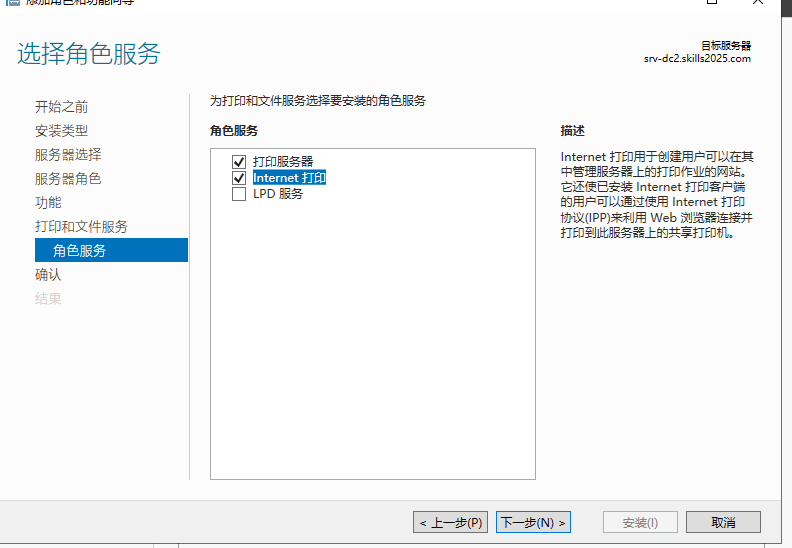 添加角色和功能向导
选择角色服务
目标服务器
srv-dc2.skills2025.com
开始之前
安装类型
服务器选择
服务器角色
功能
打印和文件服务
角色服务
确认
结果
为打印和文件服务选择要安装的角色服务
角色服务
打印服务器
Internet 打印
LPD 服务
描述
Internet 打印用于创建用户可以在其
中管理服务器上的打印作业的网站。
它还使已安装 Internet 打印客户端
的用户可以通过使用 Internet 打印
协议(IPP)来利用 Web 浏览器连接并
打印到此服务器上的共享打印机。
< 上一步(P)
下一步(N) >
安装(I)
取消